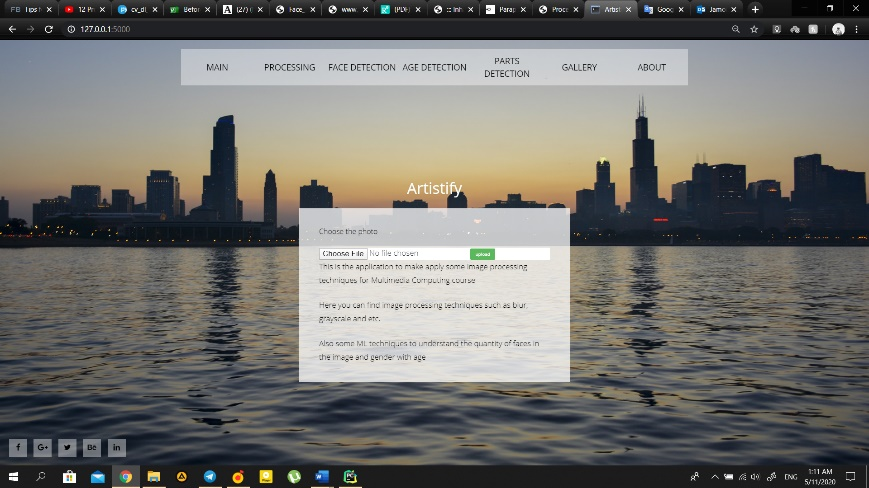 FB Tips f
12 Pr
cv_dl
Befor
(27) (
Face_
www.
(PDF)
::: Inh
Parap
Proce
Artist
Goog
Jame
127.0.0.1:5000
MAIN
PROCESSING
FACE DETECTION
AGE DETECTION
PARTS
DETECTION
GALLERY
ABOUT
Artistify
Choose the photo
Choose File No file chosen
upload
This is the application to make apply some image processing
techniques for Multimedia Computing course
Here you can find image processing techniques such as blur,
grayscale and etc.
Also some ML techniques to understand the quantity of faces in
the image and gender with age
f
G+
Bē
in
ENG
1:11 AM
5/11/2020